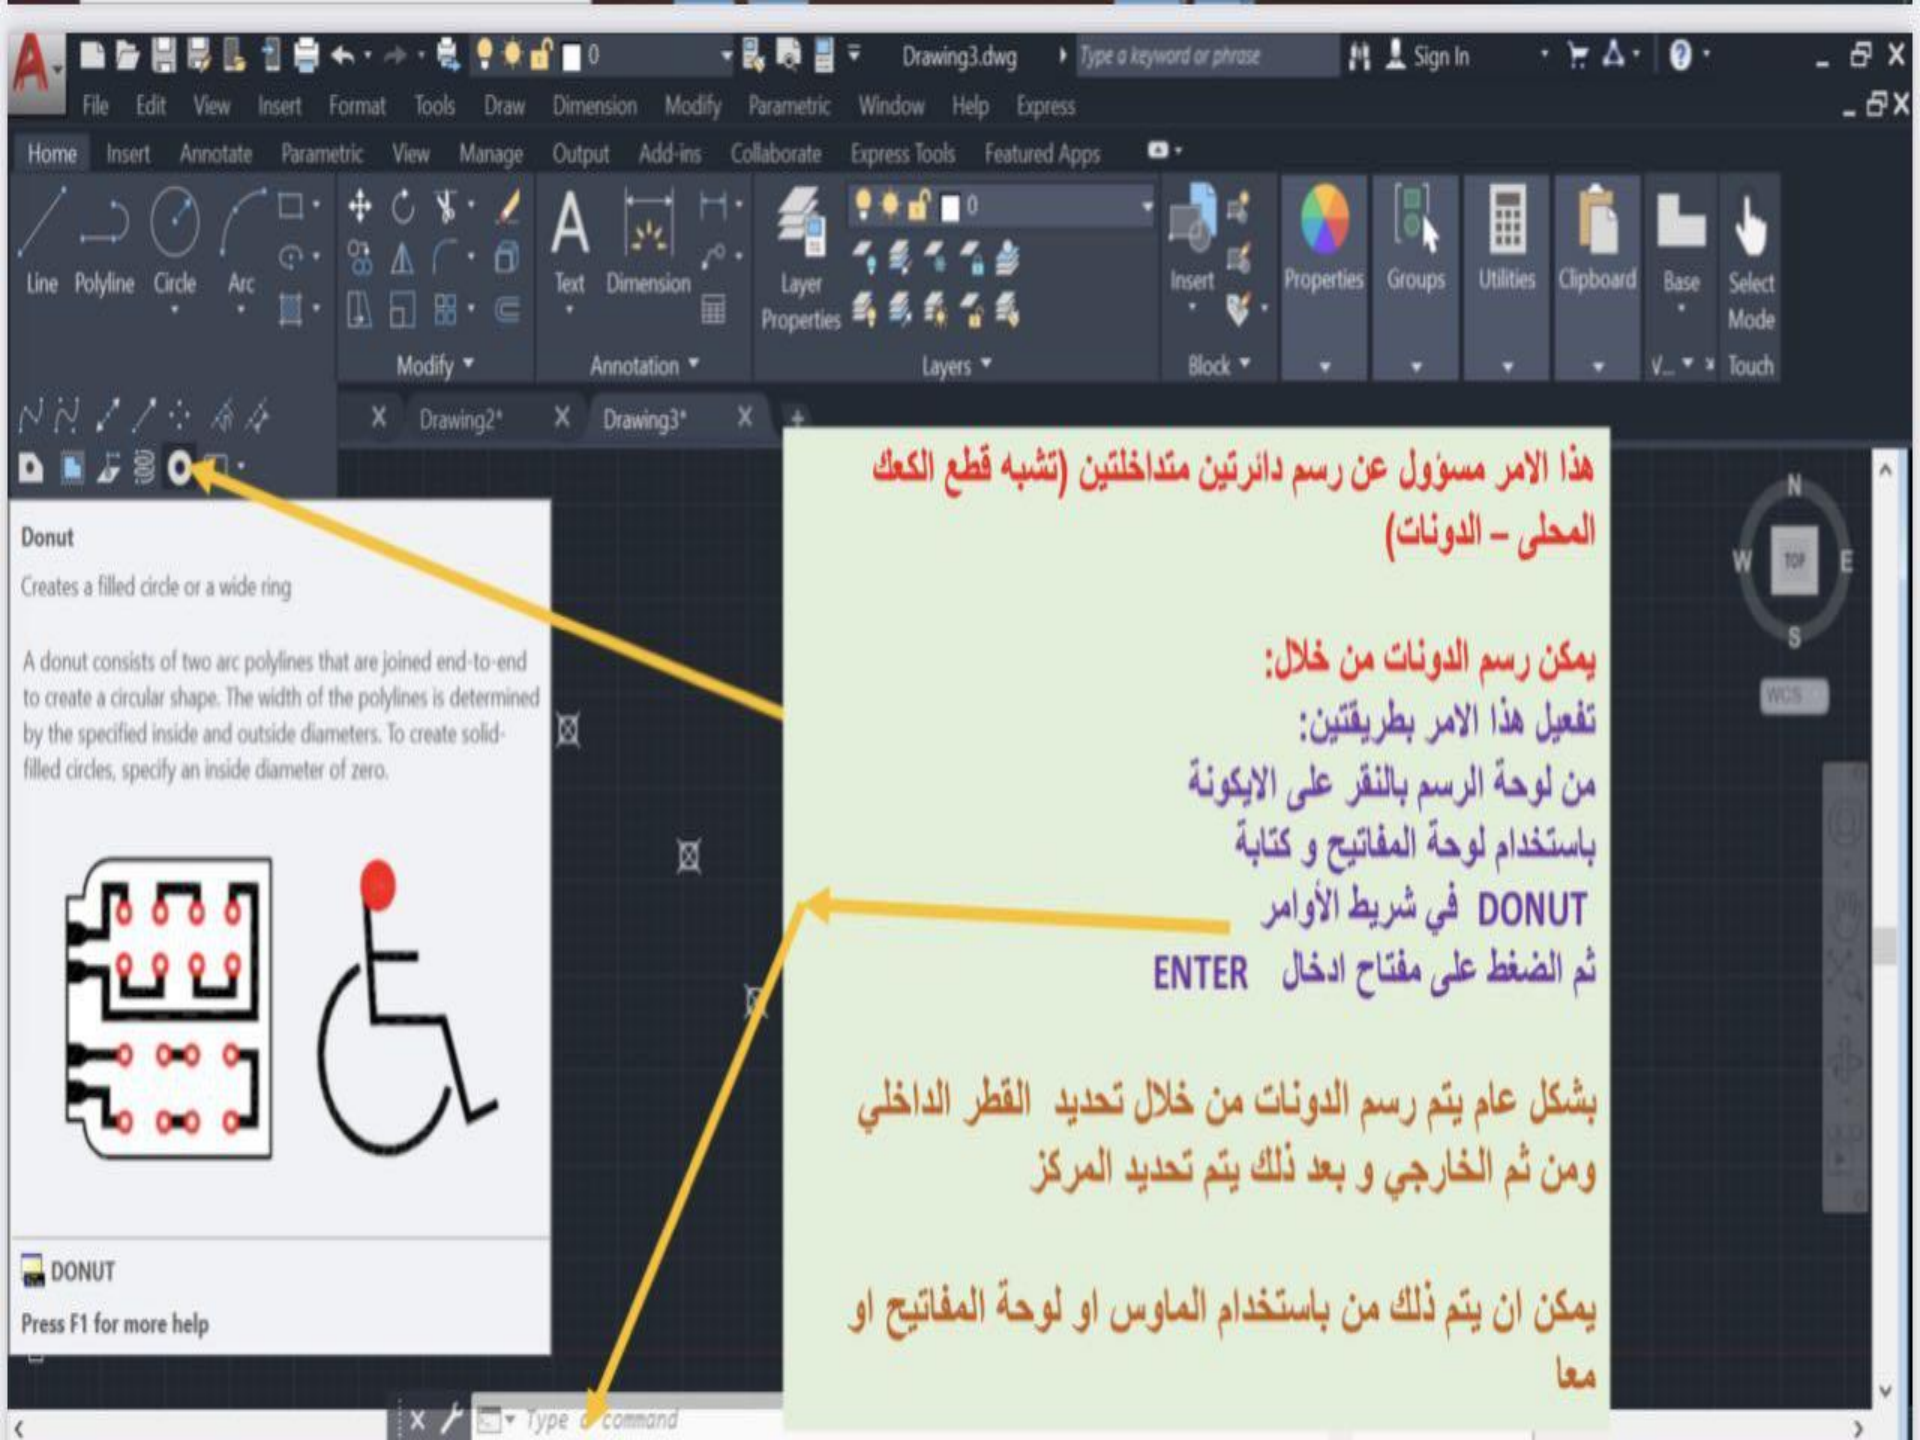 0
Drawing3.dwg
Type a keyword or phrase
Sign In
File Edit View Insert Format Tools Draw Dimension Modify Parametric Window Help Express
Home Insert Annotate Parametric View Manage Output Add-ins Collaborate Express Tools Featured Apps
0
Line Polyline Circle Arc
Text Dimension
Layer
Properties
Insert
Properties
Groups
Utilities
Clipboard
Base
Select
Mode
Modify
Annotation
Layers
Block
V...
Touch
Drawing2*
Drawing3*
Donut
Creates a filled circle or a wide ring
A donut consists of two arc polylines that are joined end-to-end
to create a circular shape. The width of the polylines is determined
by the specified inside and outside diameters. To create solid-
filled circles, specify an inside diameter of zero.
DONUT
Press F1 for more help
هذا الامر مسؤول عن رسم دائرتين متداخلتين (تشبه قطع الكعك
المحلى – الدونات)
يمكن رسم الدونات من خلال:
تفعيل هذا الامر بطريقتين:
من لوحة الرسم بالنقر على الايكونة
باستخدام لوحة المفاتيح و كتابة
DONUT في شريط الأوامر
ثم الضغط على مفتاح ادخال ENTER
بشكل عام يتم رسم الدونات من خلال تحديد القطر الداخلي
ومن ثم الخارجي و بعد ذلك يتم تحديد المركز
يمكن ان يتم ذلك من باستخدام الماوس او لوحة المفاتيح او
معا
N
W
TOP
E
S
WCS
Type a command